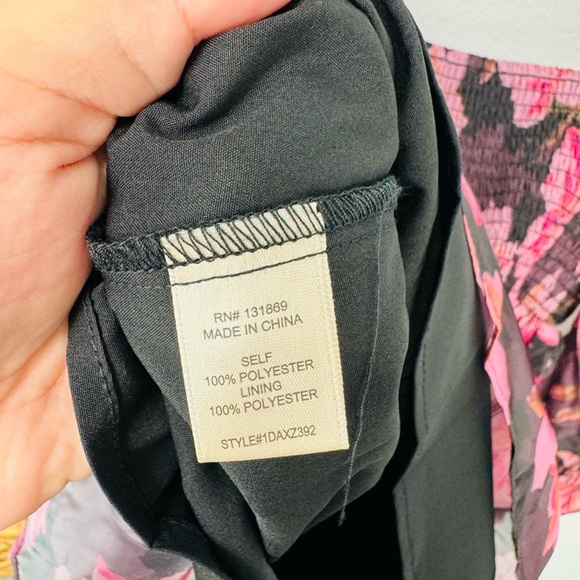 RN# 131869
MADE IN CHINA
SELF
100% POLYESTER
LINING
100% POLYESTER
STYLE#1DAXZ392